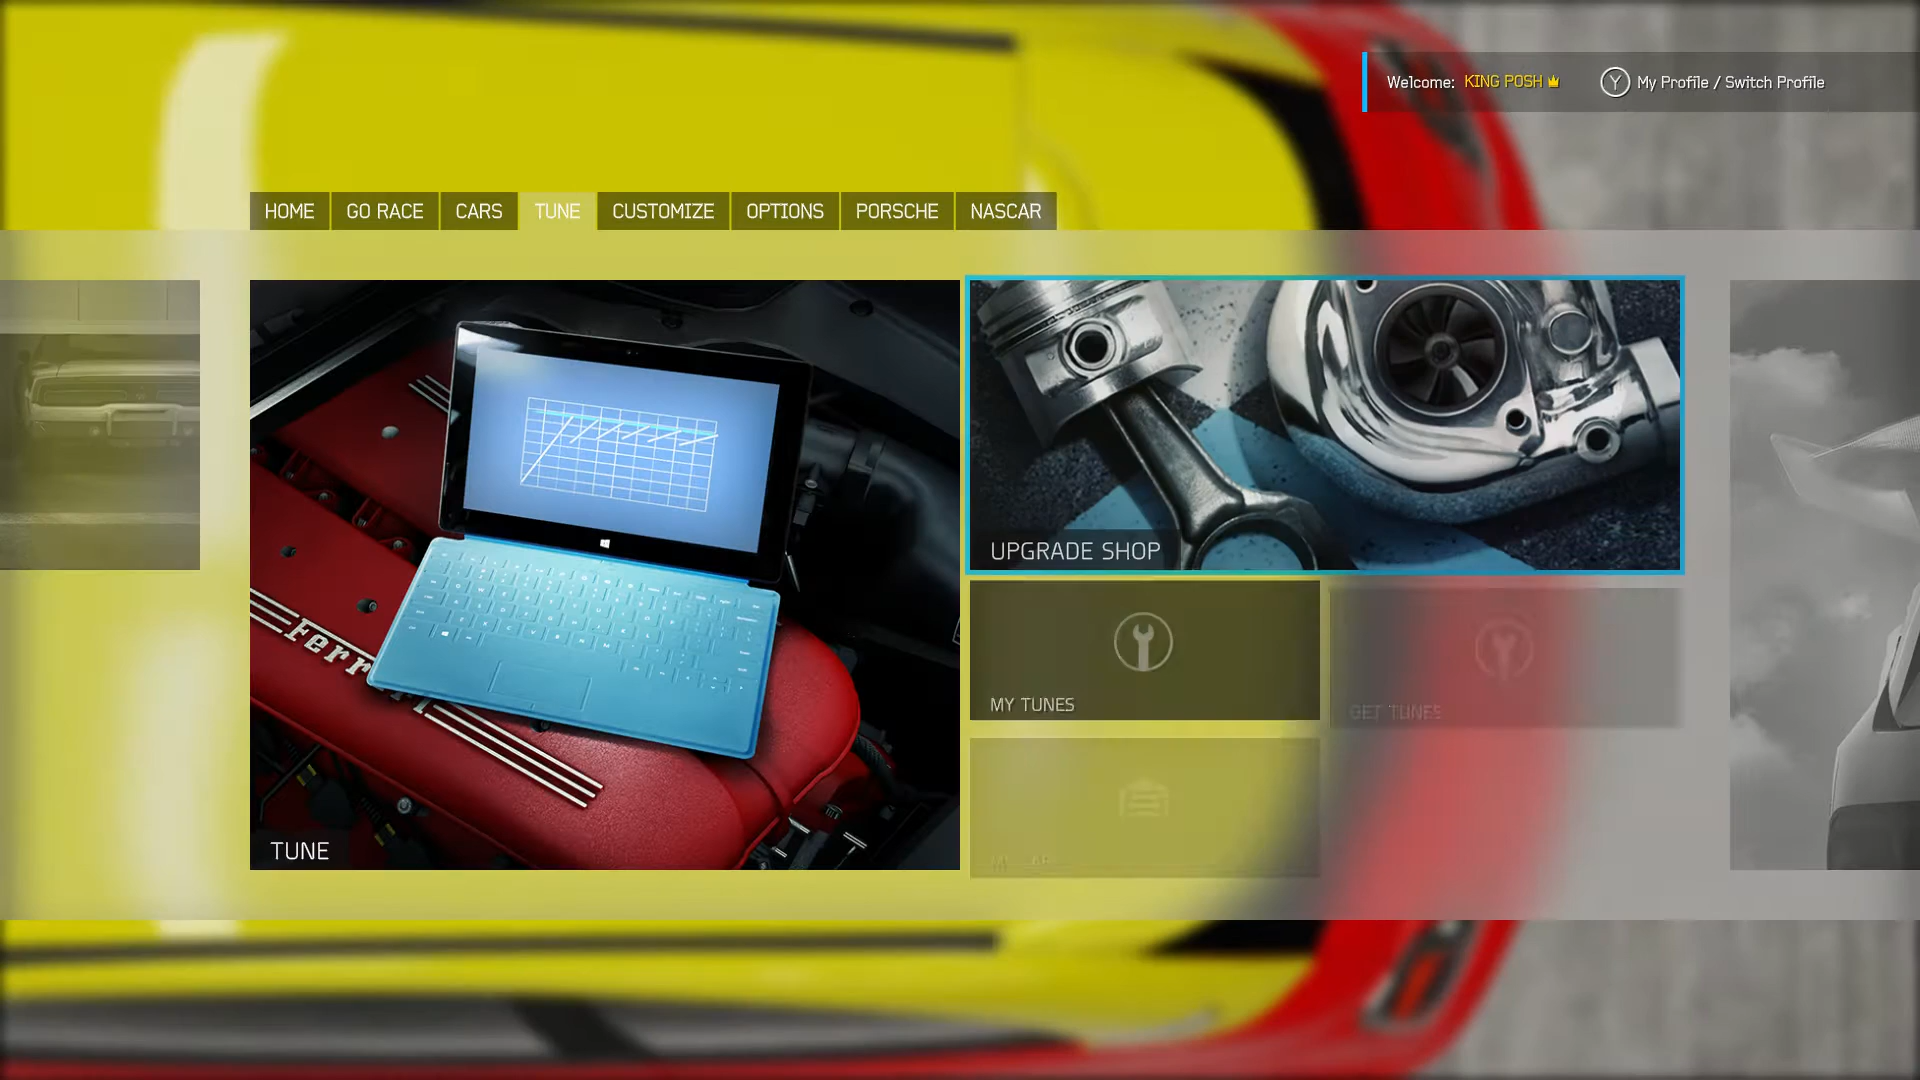 Welcome: KING POSH
Y My Profile / Switch Profile
HOME
GO RACE
CARS
TUNE
CUSTOMIZE
OPTIONS
PORSCHE
NASCAR
UPGRADE SHOP
MY TUNES
GET TUNES
TUNE